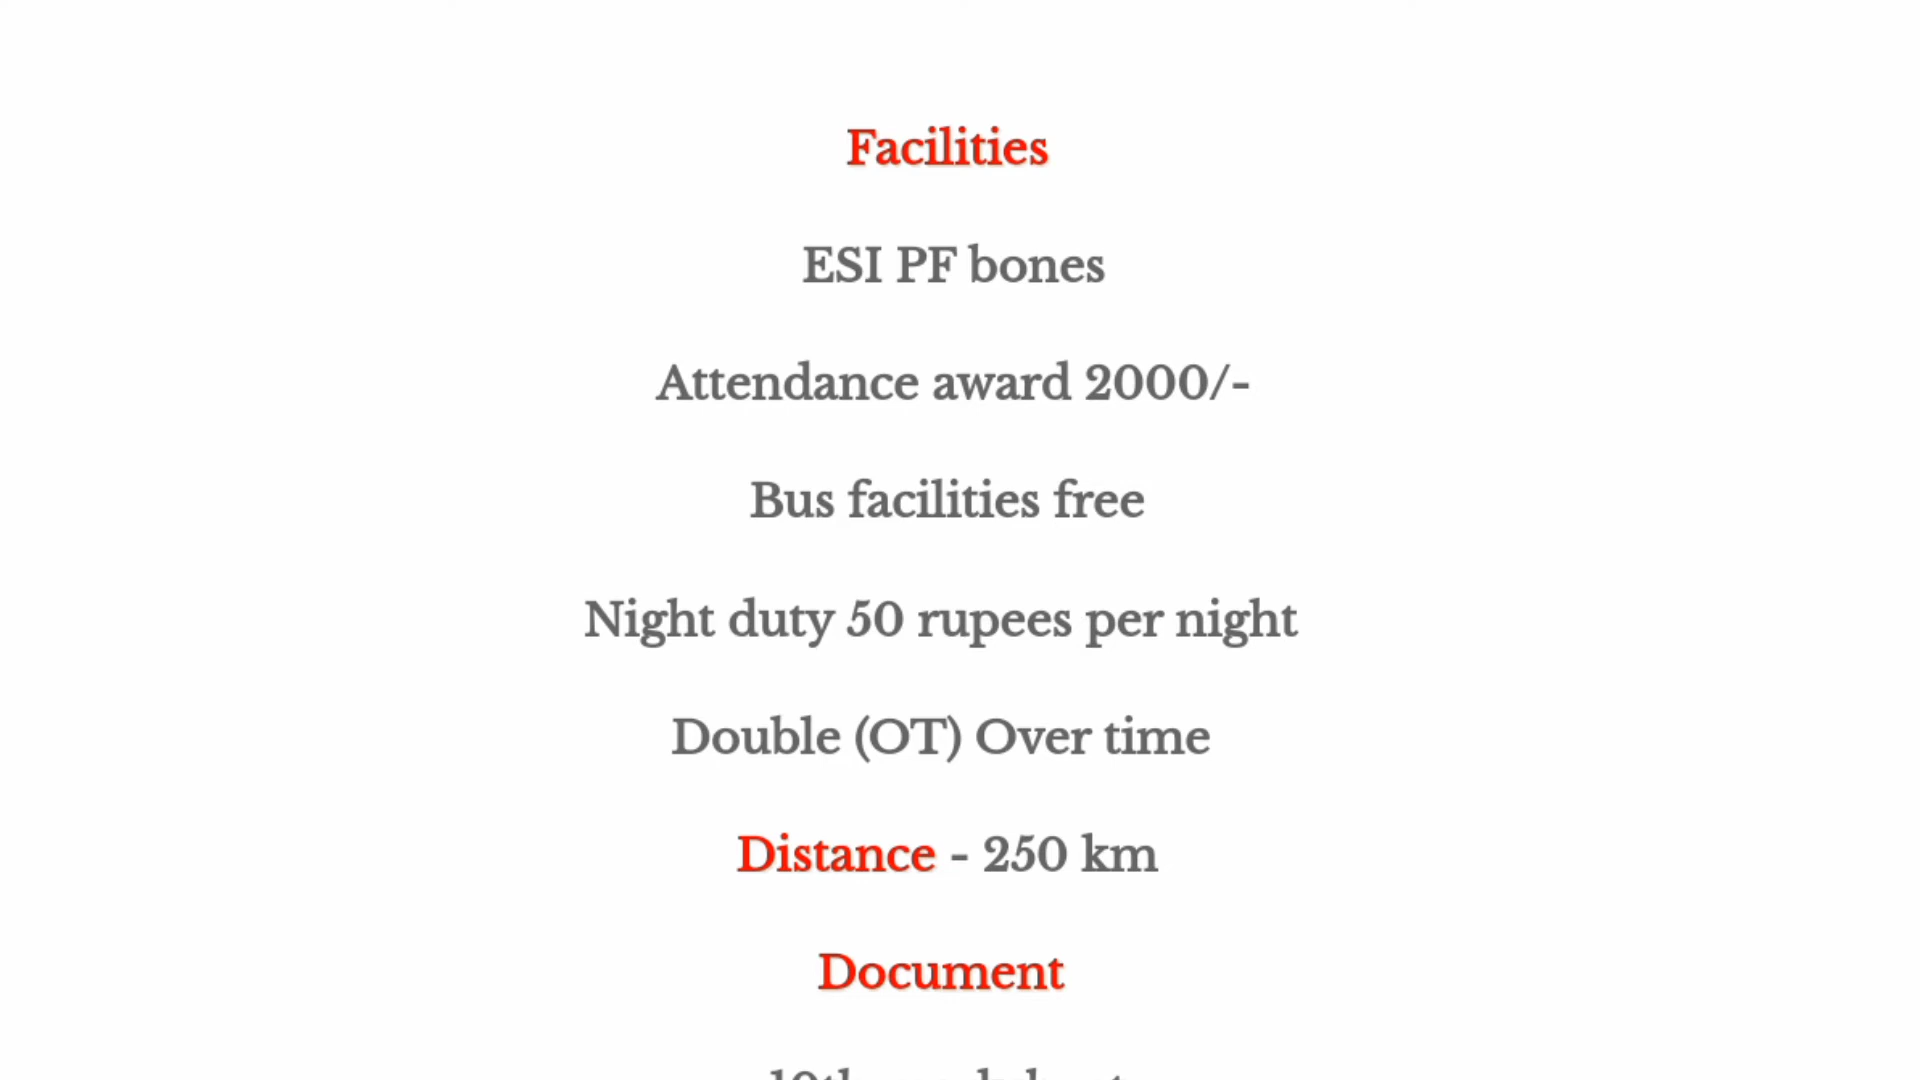 Facilities
ESI PF bones
Attendance award 2000/-
Bus facilities free
Night duty 50 rupees per night
Double (OT) Over time
Distance - 250 km
Document